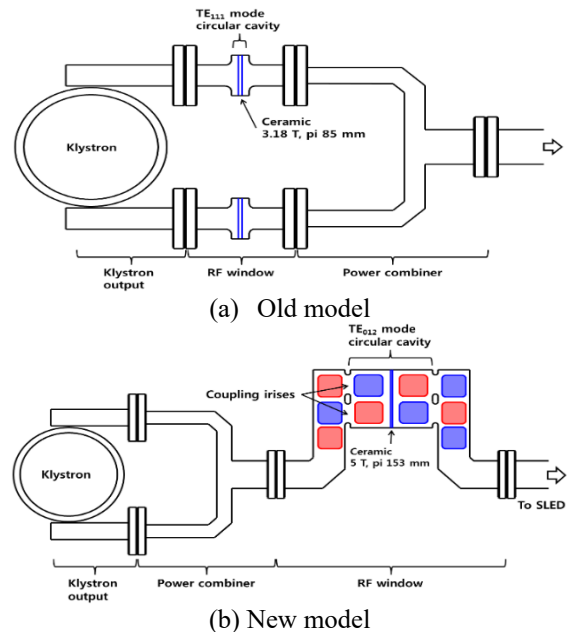 TE111 mode
circular cavity
Ceramic
3.18 T, pi 85 mm
Klystron
Klystron
output
RF window
Power combiner
(a) Old model
TE012 mode
circular cavity
Coupling irises
Ceramic
5 T, pi 153 mm
Klystron
To SLED
Klystron
output
Power combiner
RF window
(b) New model